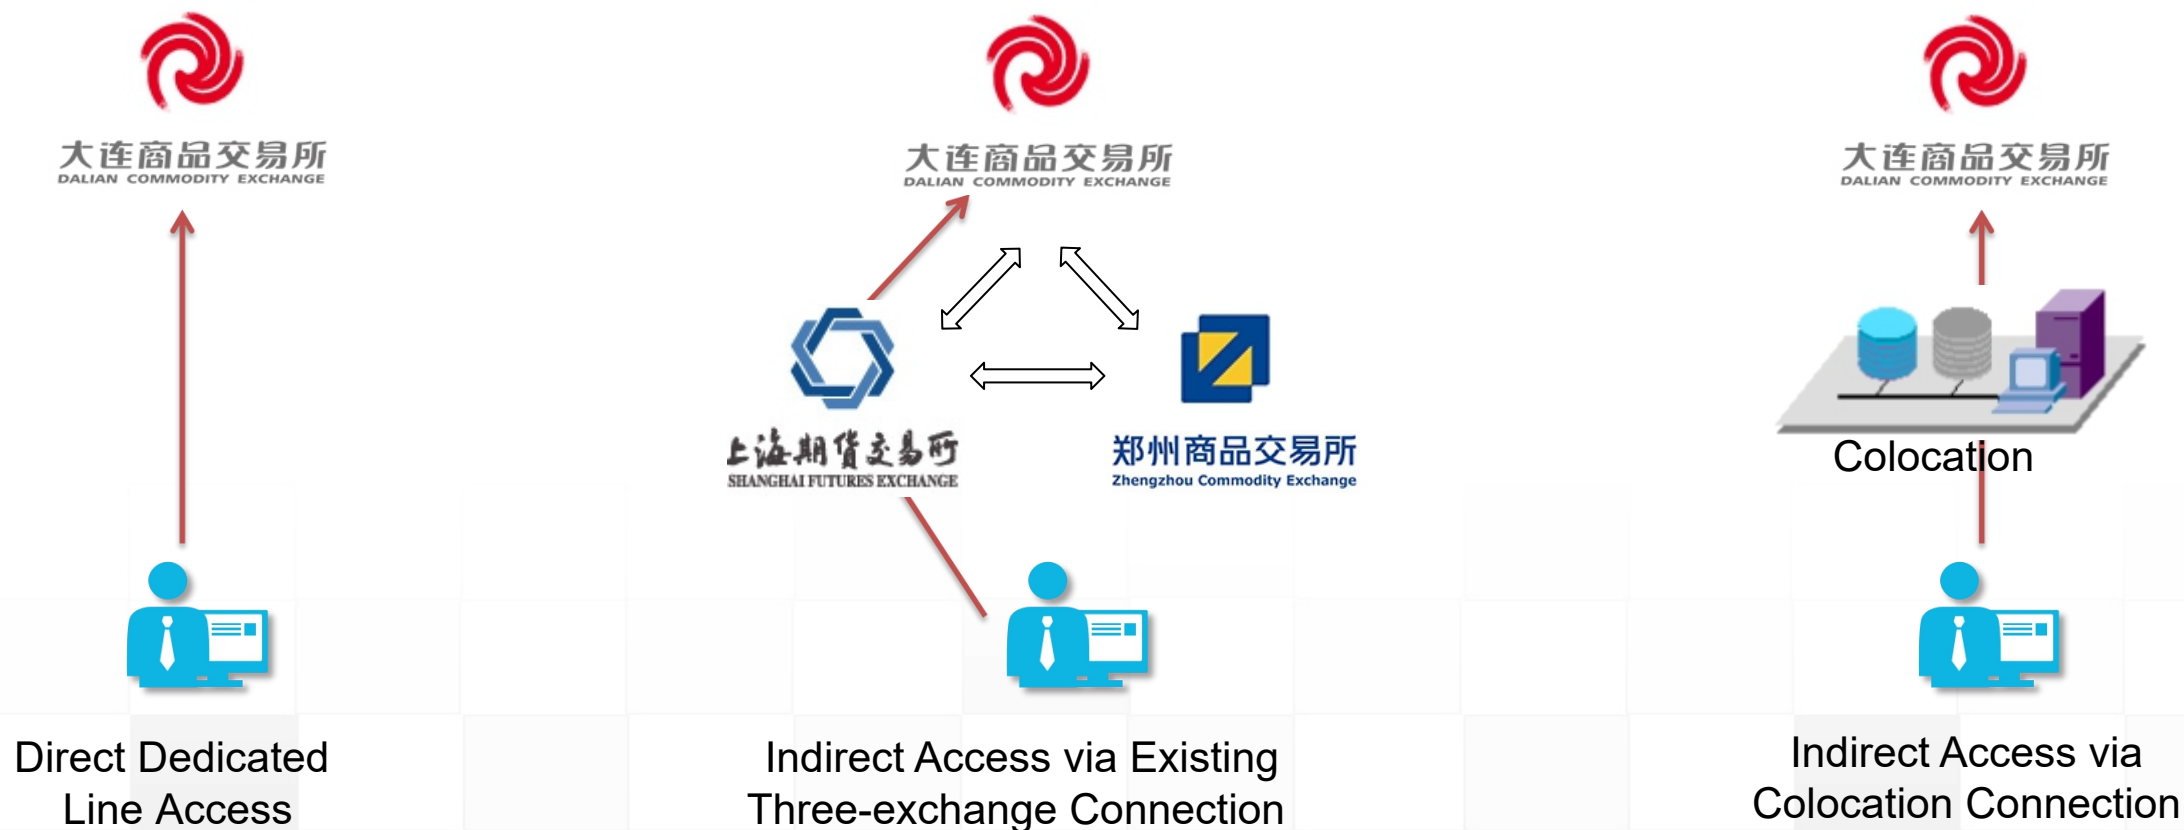 大连商品交易所
DALIAN COMMODITY EXCHANGE
Direct Dedicated
Line Access
大连商品交易所
DALIAN COMMODITY EXCHANGE
上海期货交易所
SHANGHAI FUTURES EXCHANGE
郑州商品交易所
Zhengzhou Commodity Exchange
Indirect Access via Existing
Three-exchange Connection
大连商品交易所
DALIAN COMMODITY EXCHANGE
Colocation
Indirect Access via
Colocation Connection